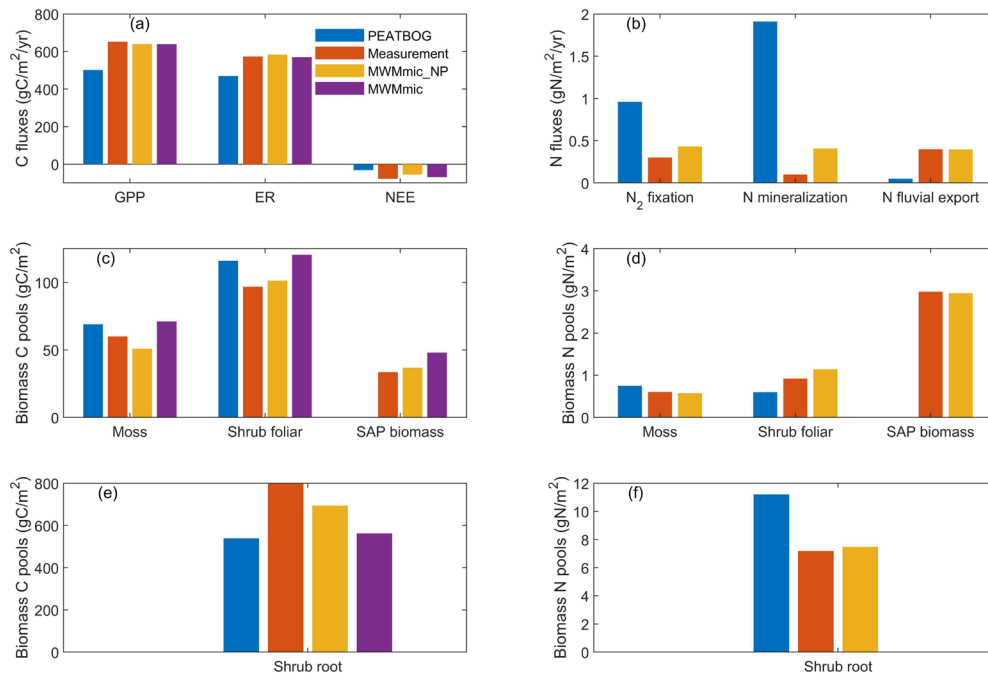 (a)
C fluxes (gC/m²/yr)
800
600
400
200
0
PEATBOG
Measurement
MWMmic_NP
MWMmic
GPP ER NEE
(b)
N fluxes (gN/m²/yr)
2
1.5
1
0.5
0
N₂ fixation N mineralization N fluvial export
(c)
Biomass C pools (gC/m²)
100
50
0
Moss Shrub foliar SAP biomass
(d)
Biomass N pools (gN/m²)
4
3
3
1
0
Moss Shrub foliar SAP biomass
(e)
Biomass C pools (gC/m²)
800
600
400
200
0
Shrub root
(f)
Biomass N pools (gN/m²)
12
10
8
6
4
2
0
Shrub root